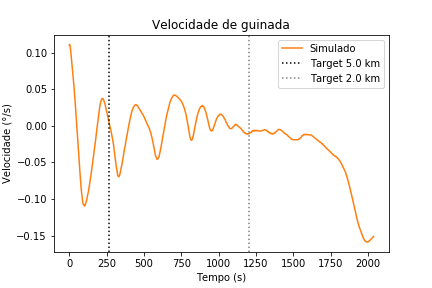 Velocidade de guinada
Simulado
Target 5.0 km
Target 2.0 km
Velocidade (°/s)
0.10
0.05
0.00
−0.05
−0.10
−0.15
0 250 500 750 1000 1250 1500 1750 2000
Tempo (s)